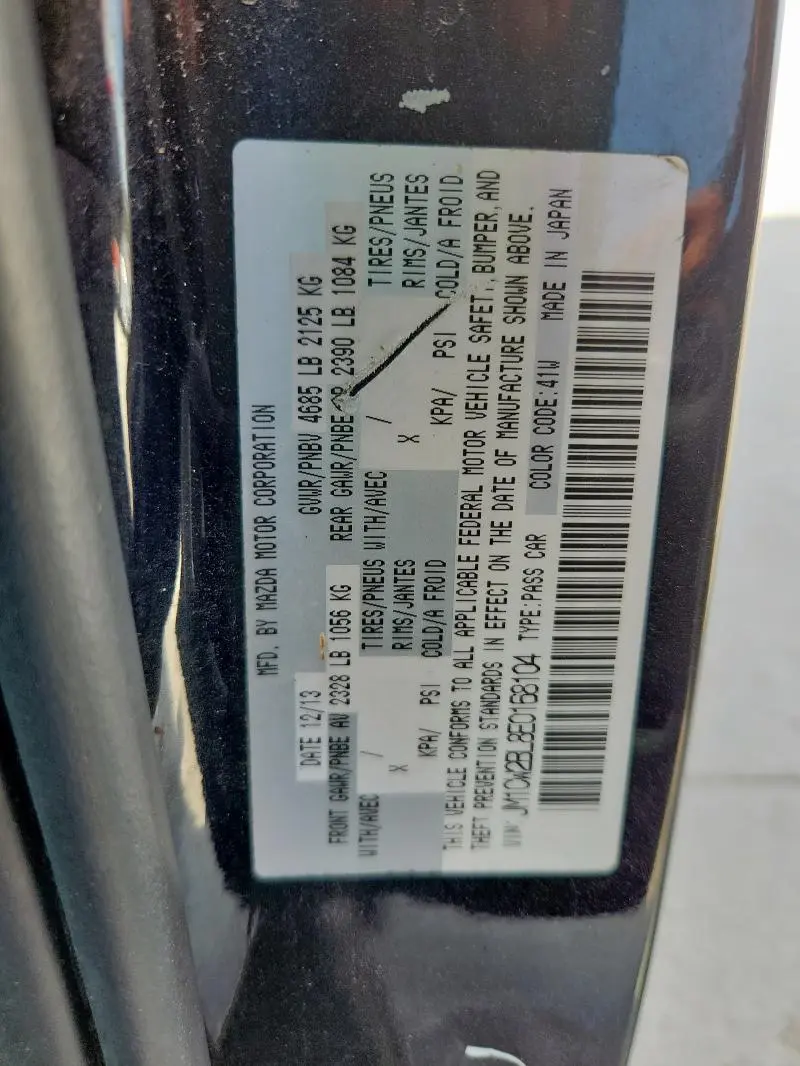 MFD. BY MAZDA MOTOR CORPORATION
DATE 12/13 GVWR/PNBV 4685 LB 2125 KG
FRONT GAWR/PNBE AV 2328 LB 1056 KG REAR GAWR/PNBE 2390 LB 1084 KG
WITH/AVEC / TIRES/PNEUS WITH/AVEC / TIRES/PNEUS
X RIMS/JANTES X RIMS/JANTES
KPA/ PSI COLD/A FROID KPA/ PSI COLD/A FROID
THIS VEHICLE CONFORMS TO ALL APPLICABLE FEDERAL MOTOR VEHICLE SAFETY, BUMPER, AND
THEFT PREVENTION STANDARDS IN EFFECT ON THE DATE OF MANUFACTURE SHOWN ABOVE.
VIN: JM1CW2BL8E0168104 TYPE:PASS CAR COLOR CODE:41W MADE IN JAPAN